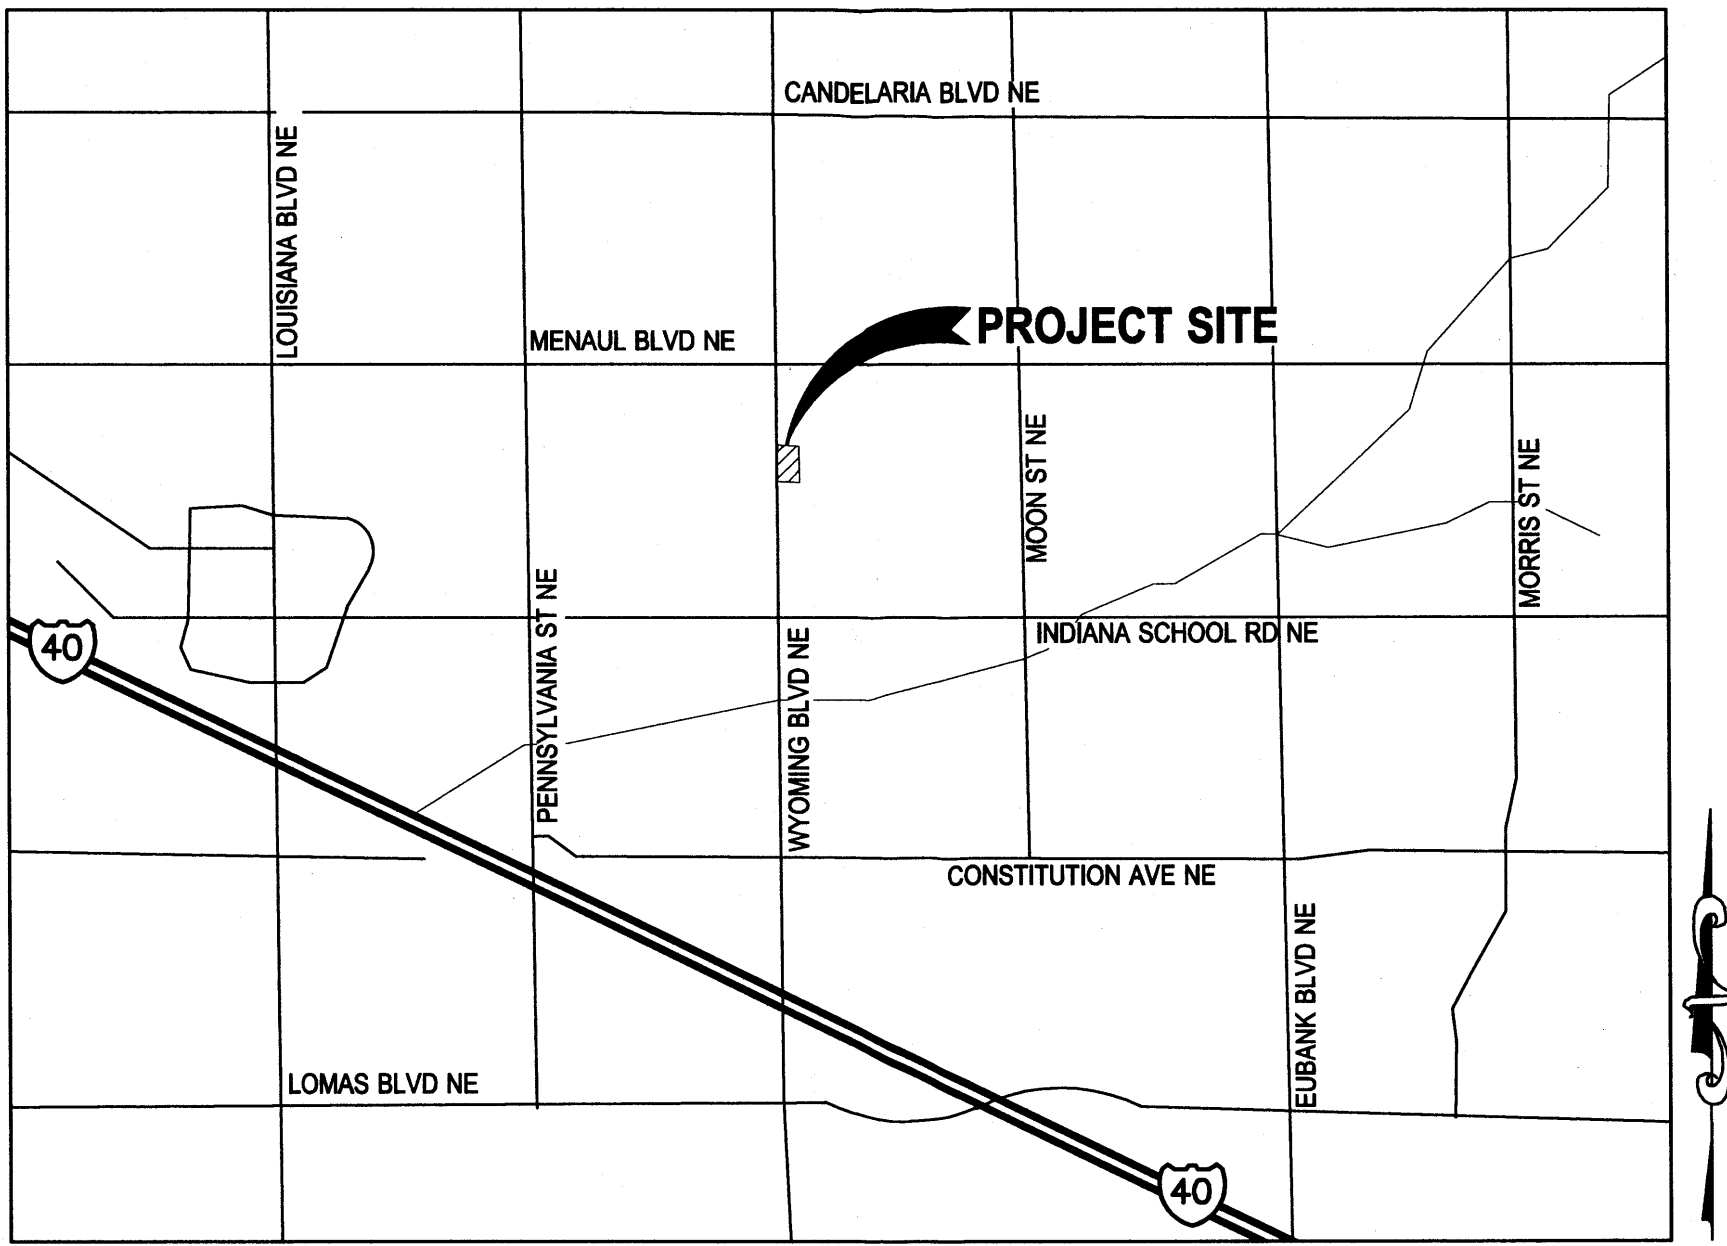 CANDELARIA BLVD NE
LOUISIANA BLVD NE
PROJECT SITE
MENAUL BLVD NE
MOON ST NE
MORRIS ST NE
PENNSYLVANIA ST NE
40
INDIANA SCHOOL RD NE
WYOMING BLVD NE
CONSTITUTION AVE NE
EUBANK BLVD NE
LOMAS BLVD NE
40